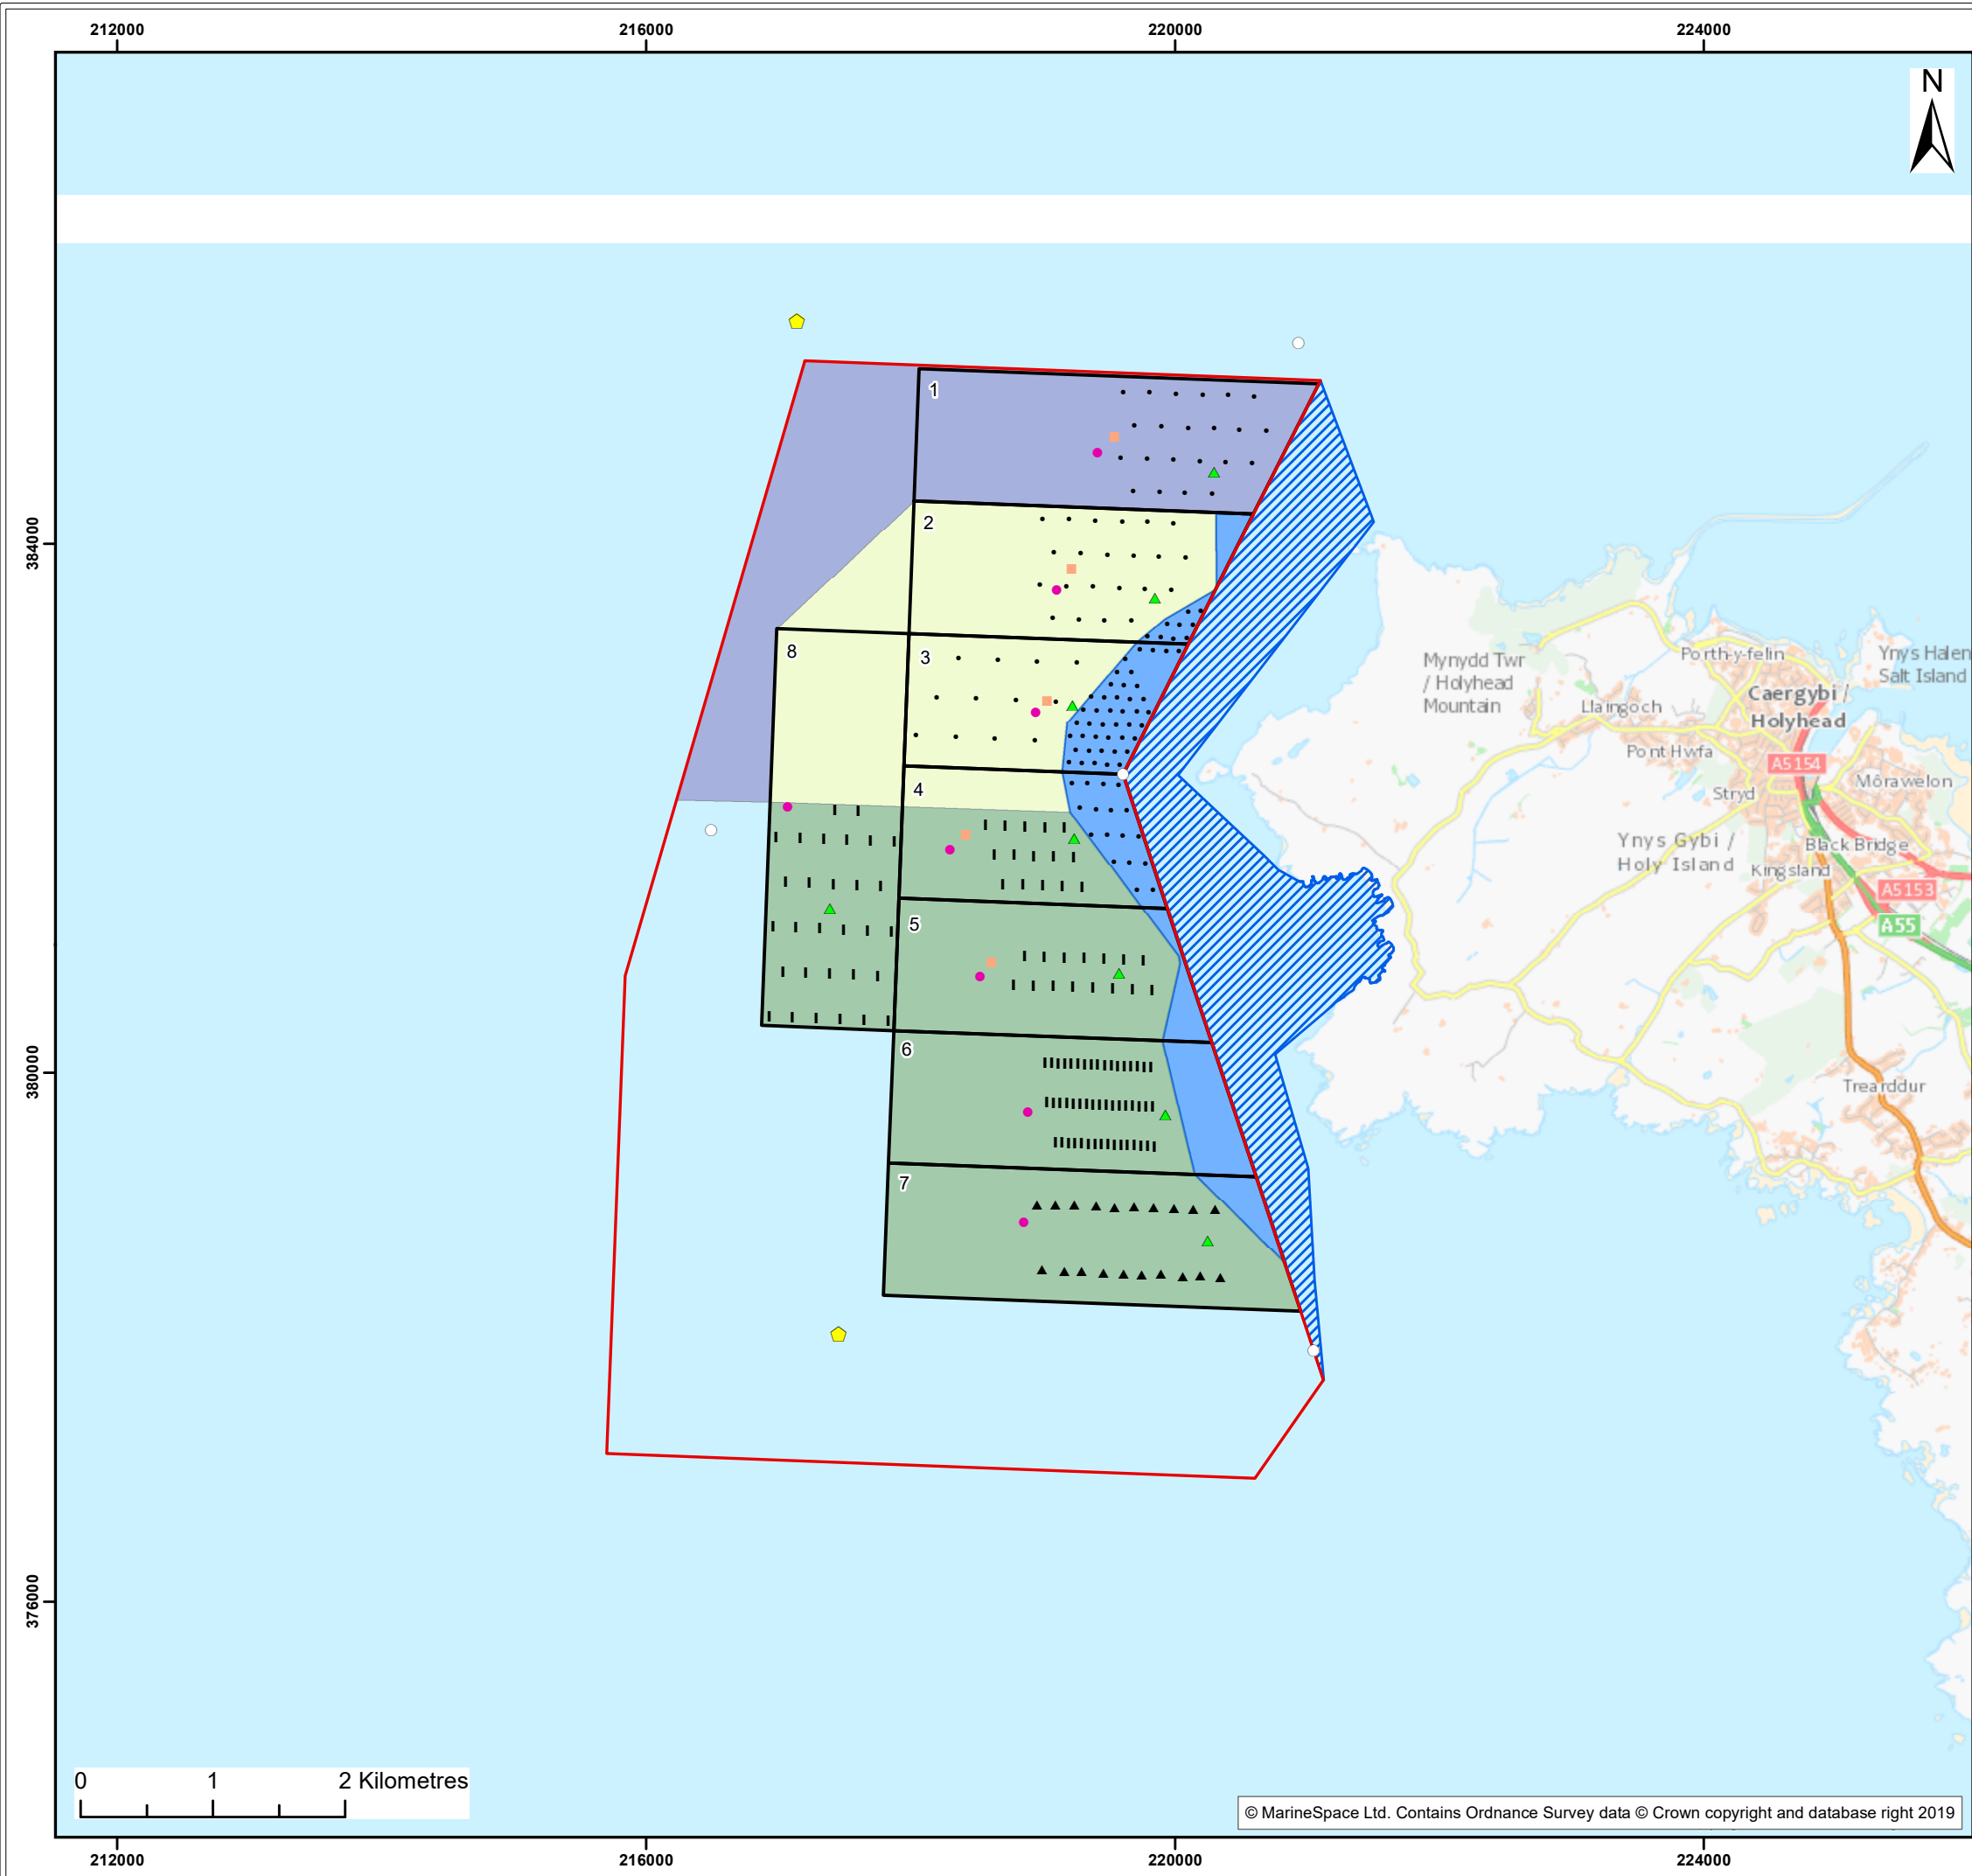 212000
216000
220000
224000
N
384000
380000
376000
1
2
3
8
4
5
6
7
Mynydd Twr
/ Holyhead
Mountain
Porth-y-felin
Ynys Halen
Salt Island
Caergybi /
Holyhead
Llaingoch
Pont Hwfa
A5154
Stryd
Môrawelon
Ynys Gybi /
Holy Island
Black Bridge
Kingsland
A5153
A55
Trearddur
0 1 2 Kilometres
© MarineSpace Ltd. Contains Ordnance Survey data © Crown copyright and database right 2019
212000
216000
220000
224000